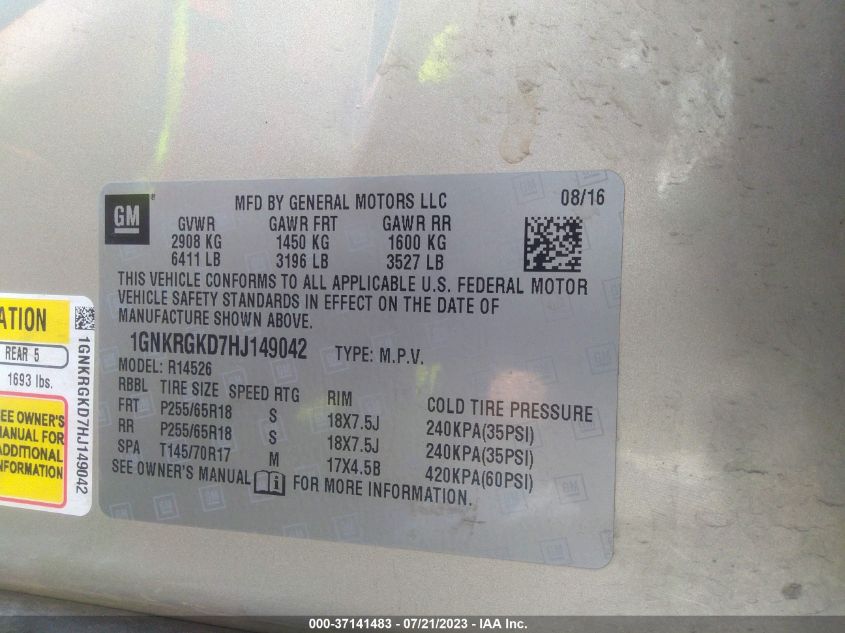 GM
MFD BY GENERAL MOTORS LLC 08/16
GVWR GAWR FRT GAWR RR
2908 KG 1450 KG 1600 KG
6411 LB 3196 LB 3527 LB
THIS VEHICLE CONFORMS TO ALL APPLICABLE U.S. FEDERAL MOTOR
VEHICLE SAFETY STANDARDS IN EFFECT ON THE DATE OF
MANUFACTURE SHOWN ABOVE.
1GNKRGKD7HJ149042 TYPE: M.P.V.
MODEL: R14526
RBBL TIRE SIZE SPEED RTG RIM COLD TIRE PRESSURE
FRT P255/65R18 S 18X7.5J 240KPA(35PSI)
RR P255/65R18 S 18X7.5J 240KPA(35PSI)
SPA T145/70R17 M 17X4.5B 420KPA(60PSI)
SEE OWNER'S MANUAL i FOR MORE INFORMATION.
ATION
REAR 5
1693 lbs.
SEE OWNER'S
MANUAL FOR
ADDITIONAL
INFORMATION
1GNKRGKD7HJ149042
000-37141483 - 07/21/2023 - IAA Inc.